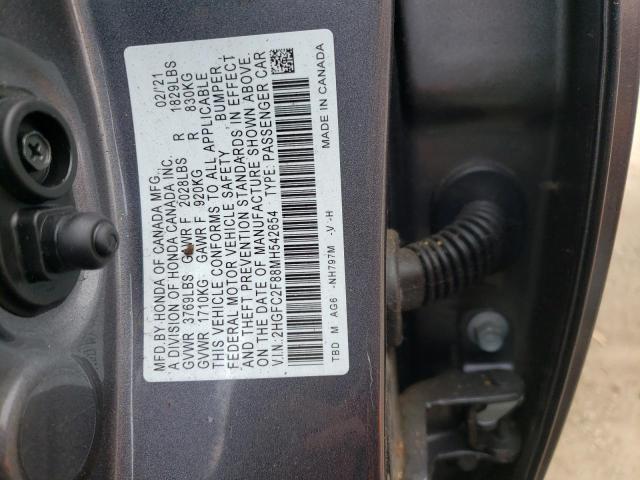 MFD.BY HONDA OF CANADA MFG. 02/21
A DIVISION OF HONDA CANADA INC.
GVWR 3769LBS GAWR F 2028LBS R 1829LBS
GVWR 1710KG GAWR F 920KG R 830KG
THIS VEHICLE CONFORMS TO ALL APPLICABLE
FEDERAL MOTOR VEHICLE SAFETY BUMPER,
AND THEFT PREVENTION STANDARDS IN EFFECT
ON THE DATE OF MANUFACTURE SHOWN ABOVE.
V.I.N.:2HGFC2F88MH542654 TYPE: PASSENGER CAR
TBD M AG6 -NH797M -V-H MADE IN CANADA